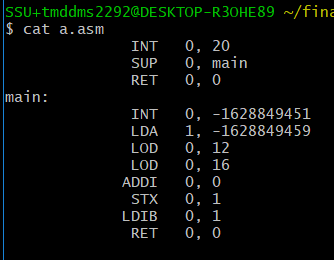 SSU+tmddms2292@DESKTOP-R3OHE89 ~/fina
$ cat a.asm
INT 0, 20
SUP 0, main
RET 0, 0
main:
INT 0, -1628849451
LDA 1, -1628849459
LOD 0, 12
LOD 0, 16
ADDI 0, 0
STX 0, 1
LDIB 0, 1
RET 0, 0